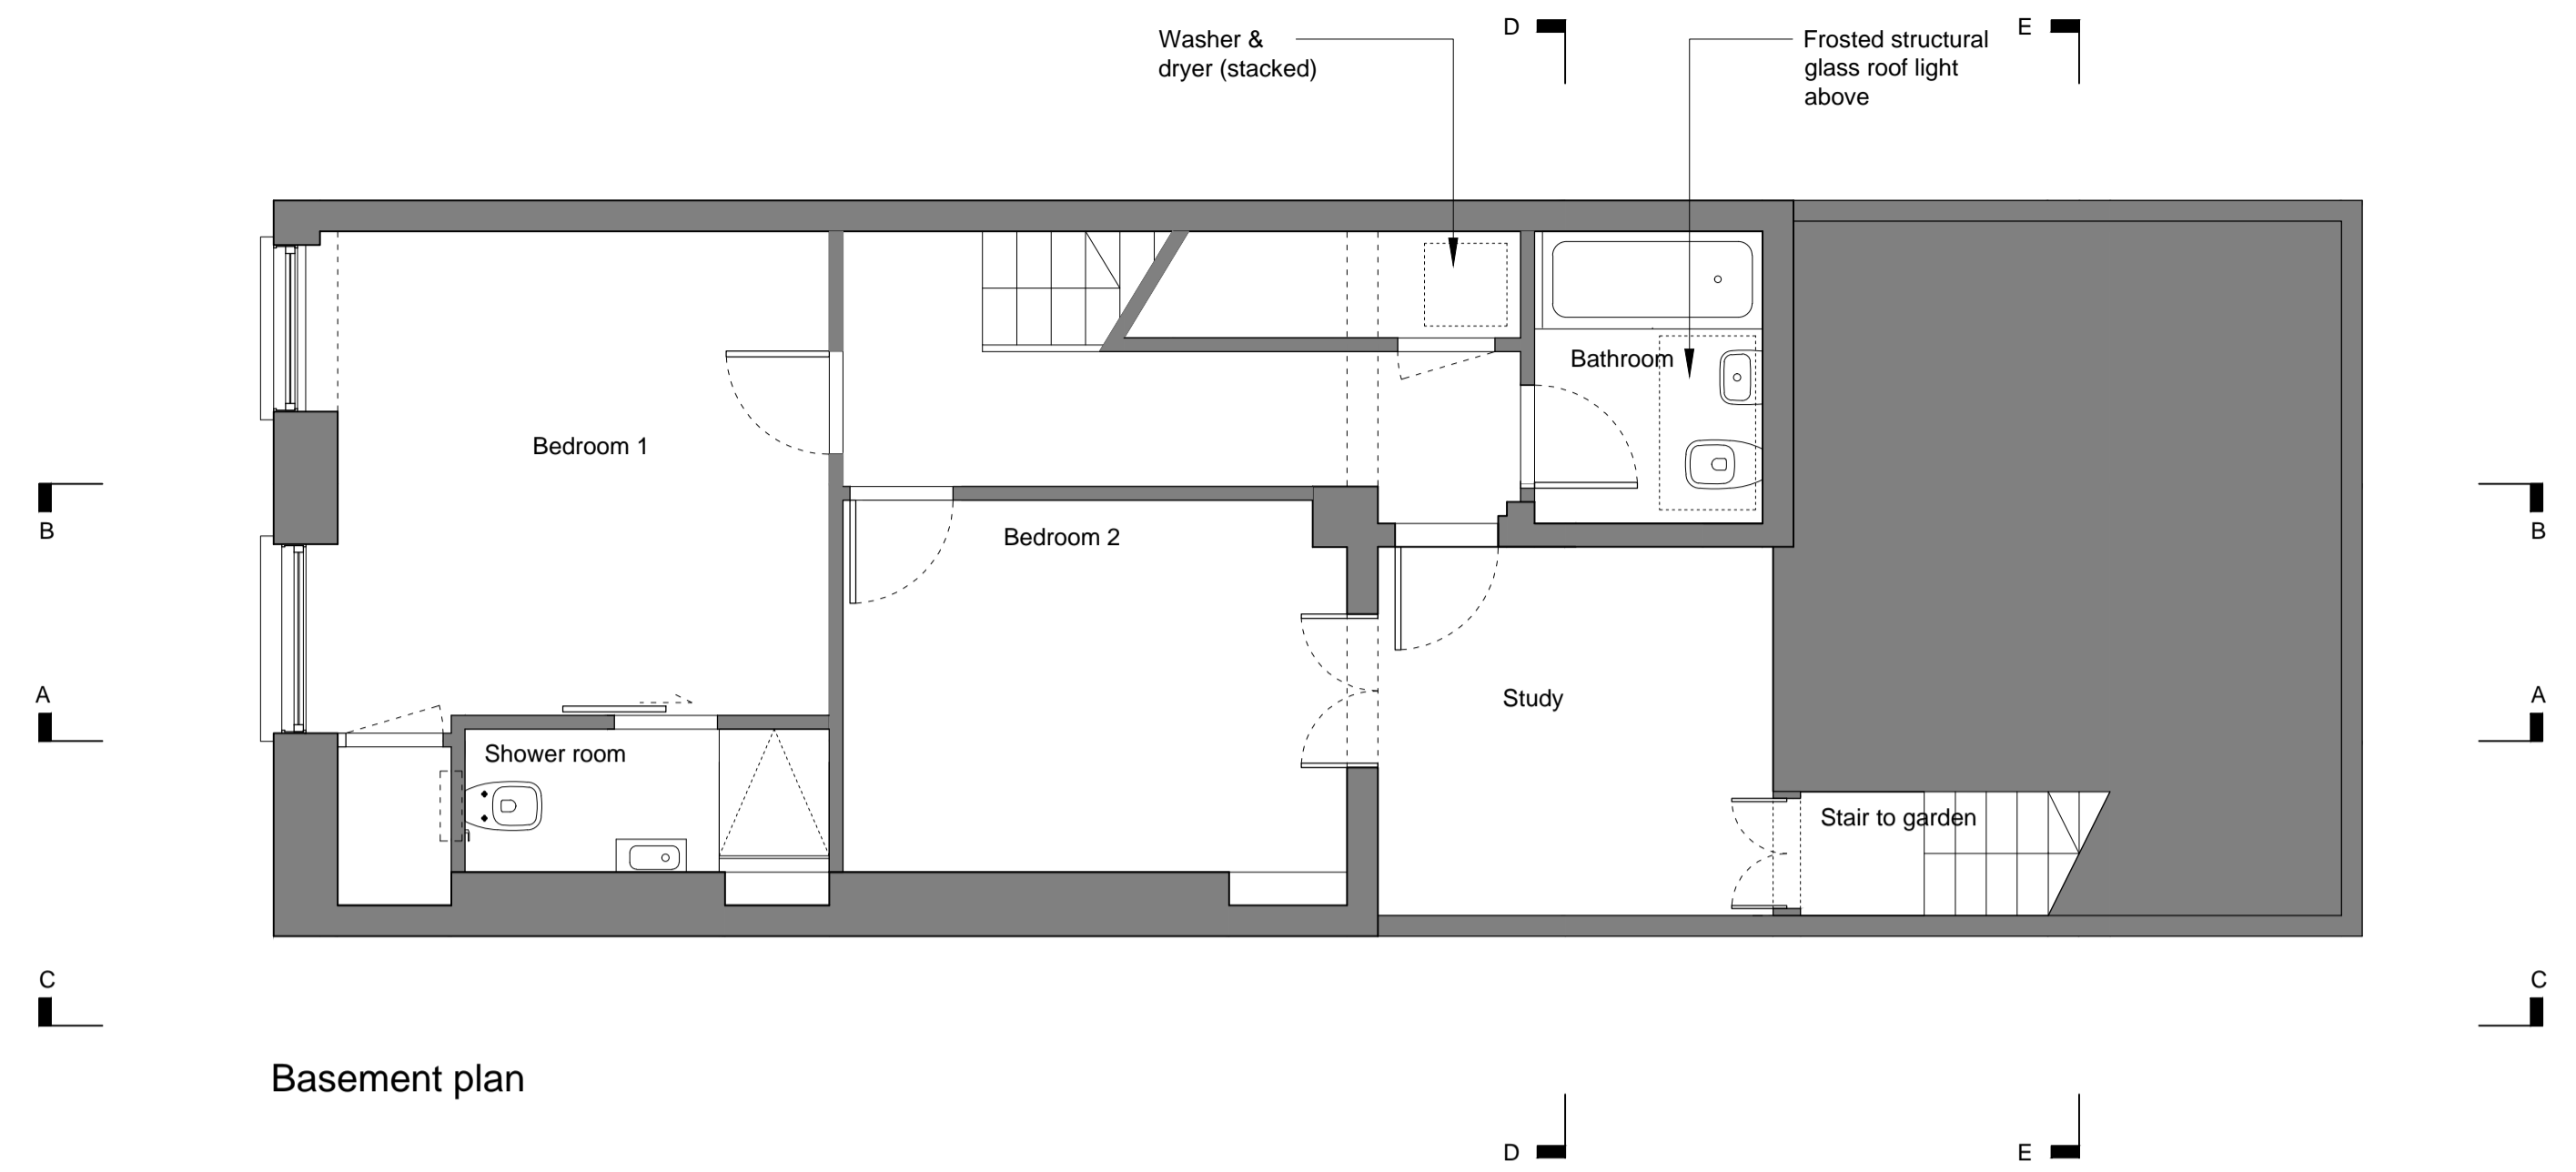 Washer &
dryer (stacked)
D
Frosted structural
glass roof light
above
E
Bathroom
Bedroom 1
B
B
Bedroom 2
A
Study
A
Shower room
Stair to garden
C
C
Basement plan
D
E